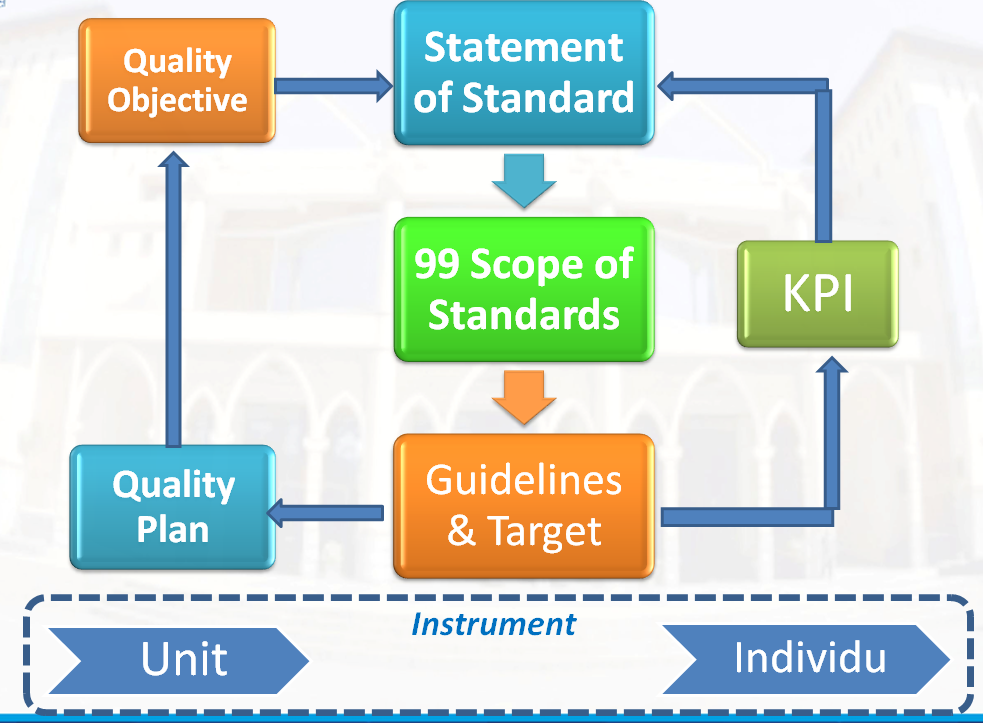 Quality
Objective
Statement
of Standard
99 Scope of
Standards
KPI
Quality
Plan
Guidelines
& Target
Instrument
Unit
Individu